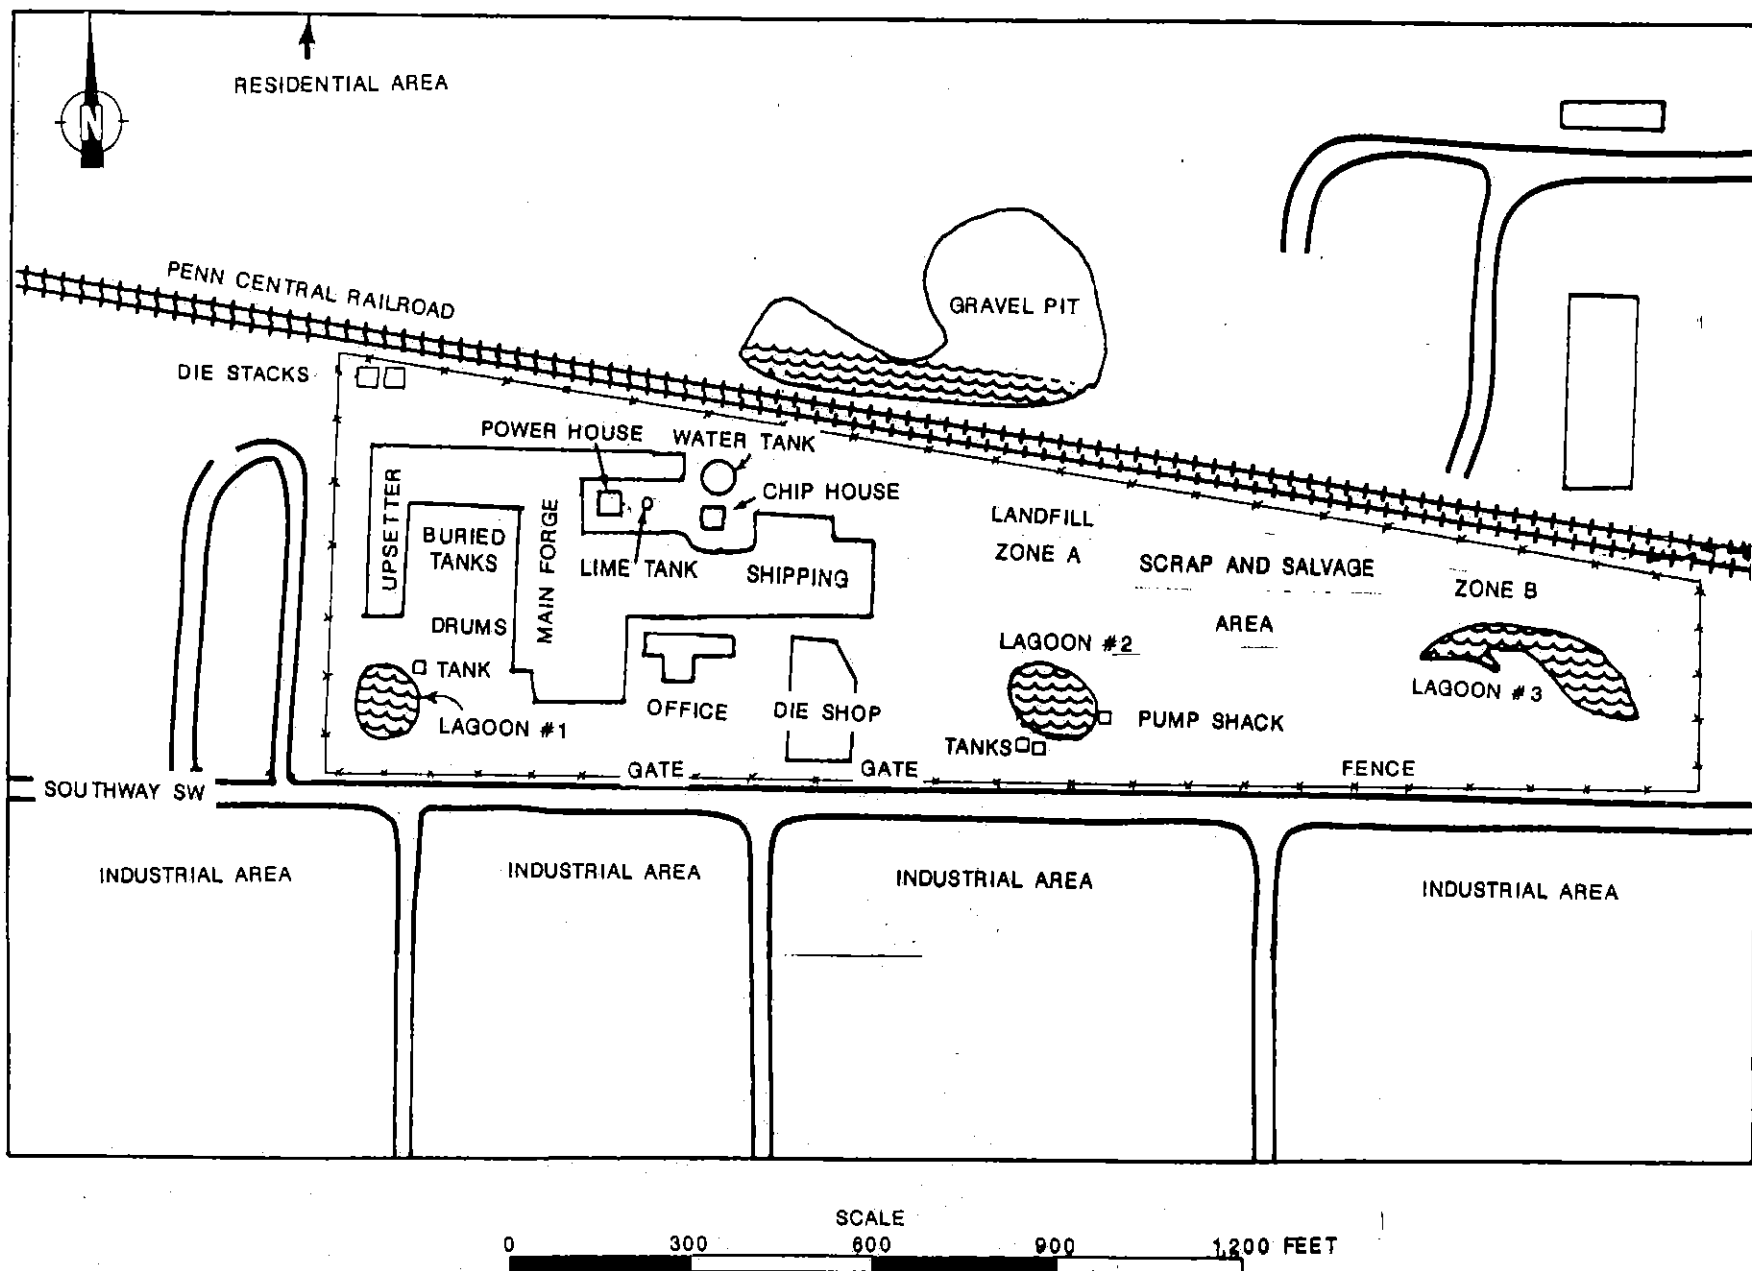 RESIDENTIAL AREA
N
PENN CENTRAL RAILROAD
GRAVEL PIT
DIE STACKS
POWER HOUSE
WATER TANK
CHIP HOUSE
UPSETTER
BURIED
TANKS
MAIN FORGE
LIME TANK
SHIPPING
LANDFILL
ZONE A
SCRAP AND SALVAGE
AREA
ZONE B
DRUMS
TANK
LAGOON #1
OFFICE
DIE SHOP
LAGOON #2
PUMP SHACK
TANKS
LAGOON #3
GATE
GATE
FENCE
SOUTHWAY SW
INDUSTRIAL AREA
INDUSTRIAL AREA
INDUSTRIAL AREA
INDUSTRIAL AREA
SCALE
0 300 600 900 1,200 FEET